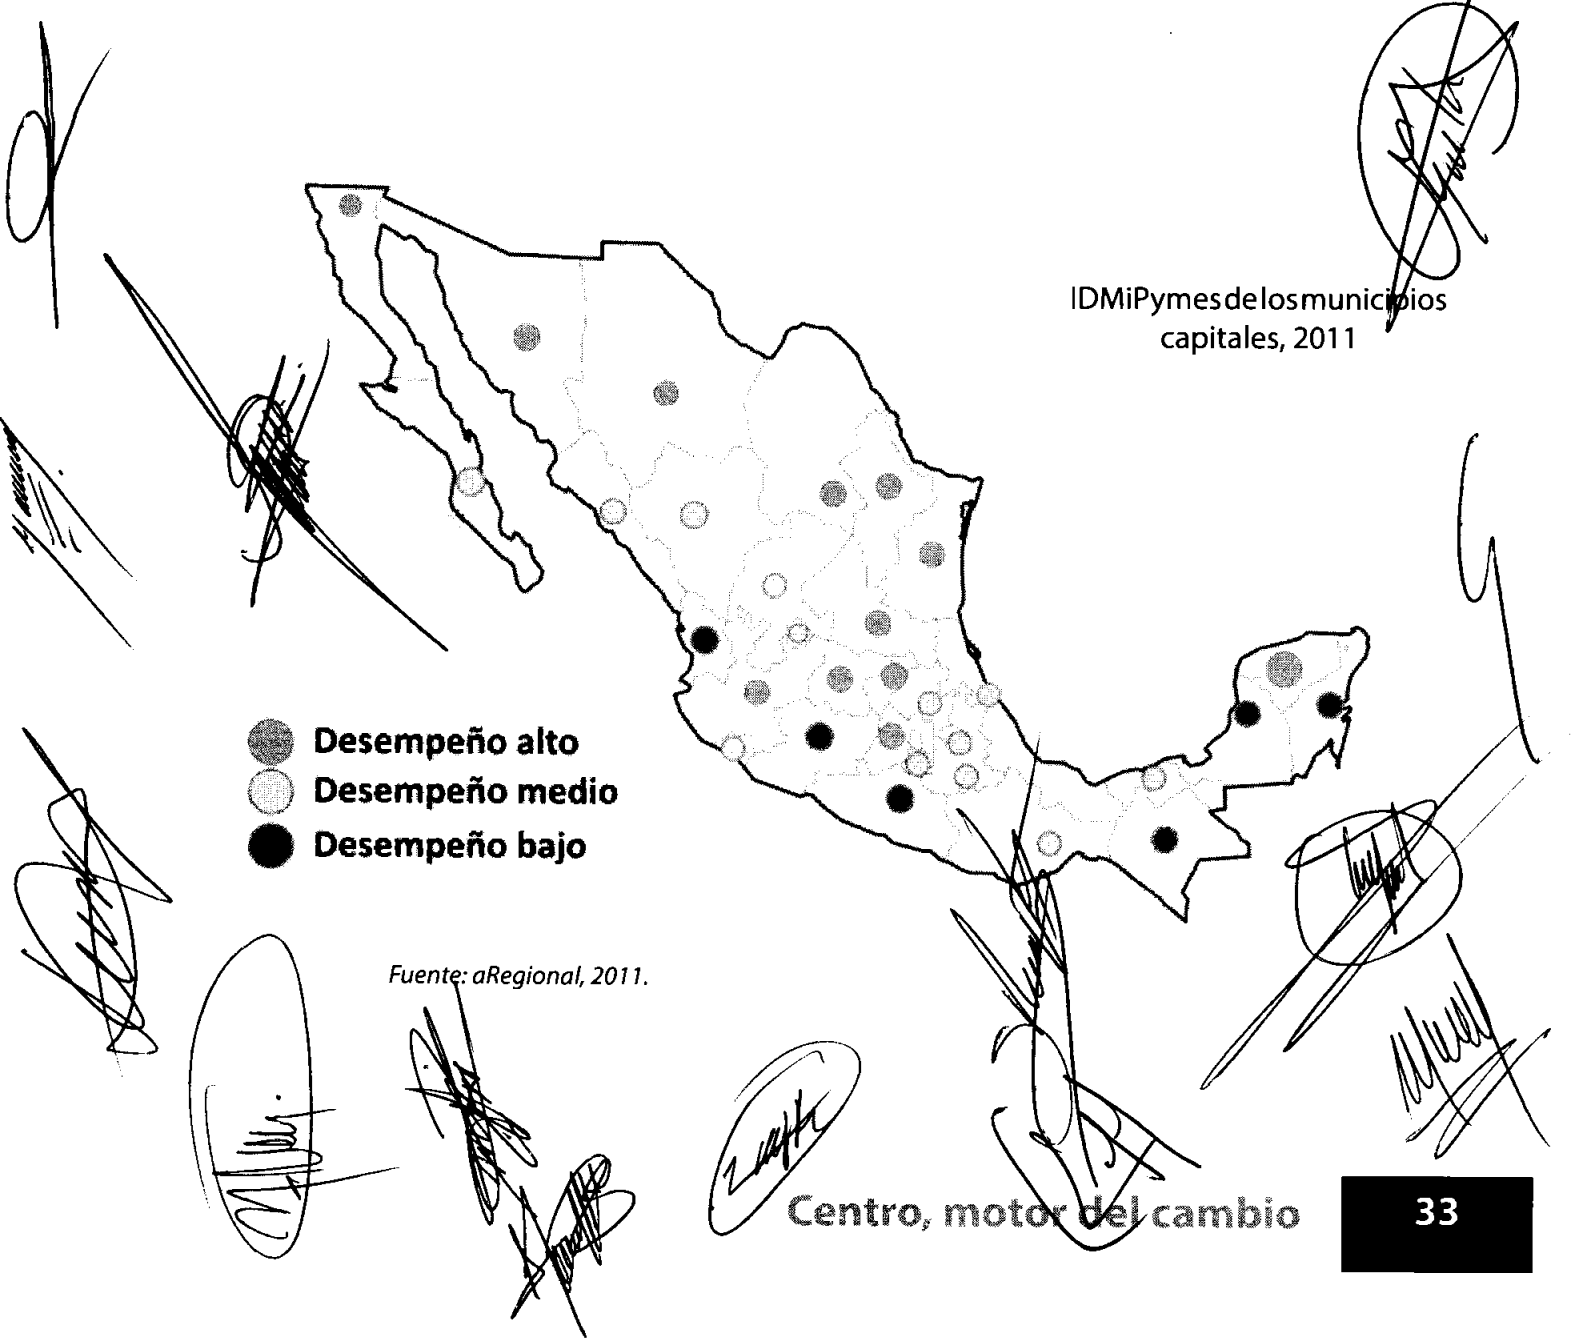 IDMiPymesdelosmunicipios
capitales, 2011
Desempeño alto
Desempeño medio
Desempeño bajo
Fuente: aRegional, 2011.
Centro, motor del cambio
33